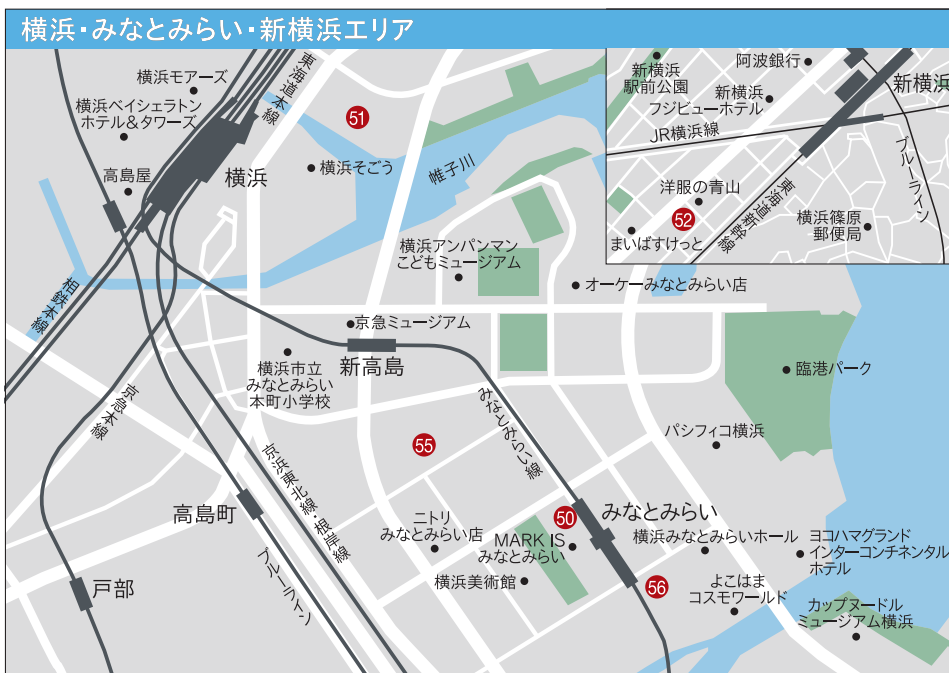 横浜・みなとみらい・新横浜エリア
横浜モアーズ
横浜ベイシェラトン
ホテル&タワーズ
高島屋
横浜
東海道本線
51
横浜そごう
帷子川
横浜アンパンマン
こどもミュージアム
オーケーみなとみらい店
相鉄本線
京急ミュージアム
新高島
横浜市立
みなとみらい
本町小学校
京急本線
みなとみらい線
臨港パーク
パシフィコ横浜
55
京浜東北線・根岸線
高島町
ブルーライン
戸部
ニトリ
みなとみらい店
50
MARK IS
みなとみらい
横浜美術館
みなとみらい
横浜みなとみらいホール
56
よこはま
コスモワールド
ヨコハマグランド
インターコンチネンタル
ホテル
カップヌードル
ミュージアム横浜
新横浜
駅前公園
阿波銀行
新横浜
フジビューホテル
新横浜
JR横浜線
ブルーライン
洋服の青山
52
まいばすけっと
東海道新幹線
横浜篠原
郵便局